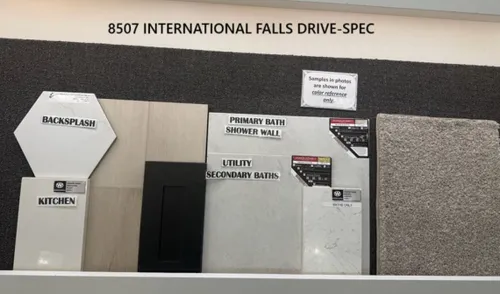 8507 INTERNATIONAL FALLS DRIVE-SPEC
Samples in photos
are shown for
color reference
only.
BACKSPLASH
PRIMARY BATH
SHOWER WALL
UTILITY
SECONDARY BATHS
KITCHEN